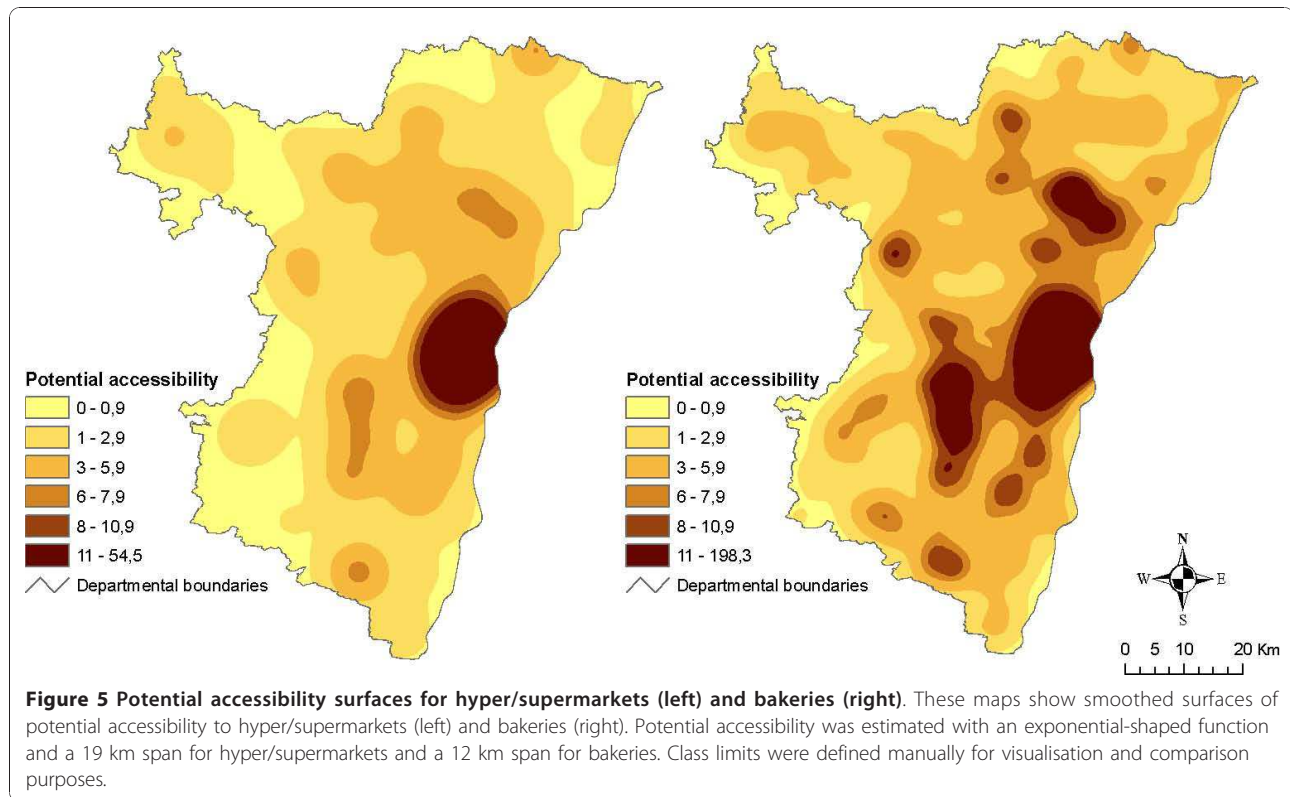 Potential accessibility
0 - 0,9
1 - 2,9
3 - 5,9
6 - 7,9
8 - 10,9
11 - 54,5
Departmental boundaries
Potential accessibility
0 - 0,9
1 - 2,9
3 - 5,9
6 - 7,9
8 - 10,9
11 - 198,3
Departmental boundaries
N
W E
S
0 5 10 20 Km
Figure 5 Potential accessibility surfaces for hyper/supermarkets (left) and bakeries (right). These maps show smoothed surfaces of
potential accessibility to hyper/supermarkets (left) and bakeries (right). Potential accessibility was estimated with an exponential-shaped function
and a 19 km span for hyper/supermarkets and a 12 km span for bakeries. Class limits were defined manually for visualisation and comparison
purposes.